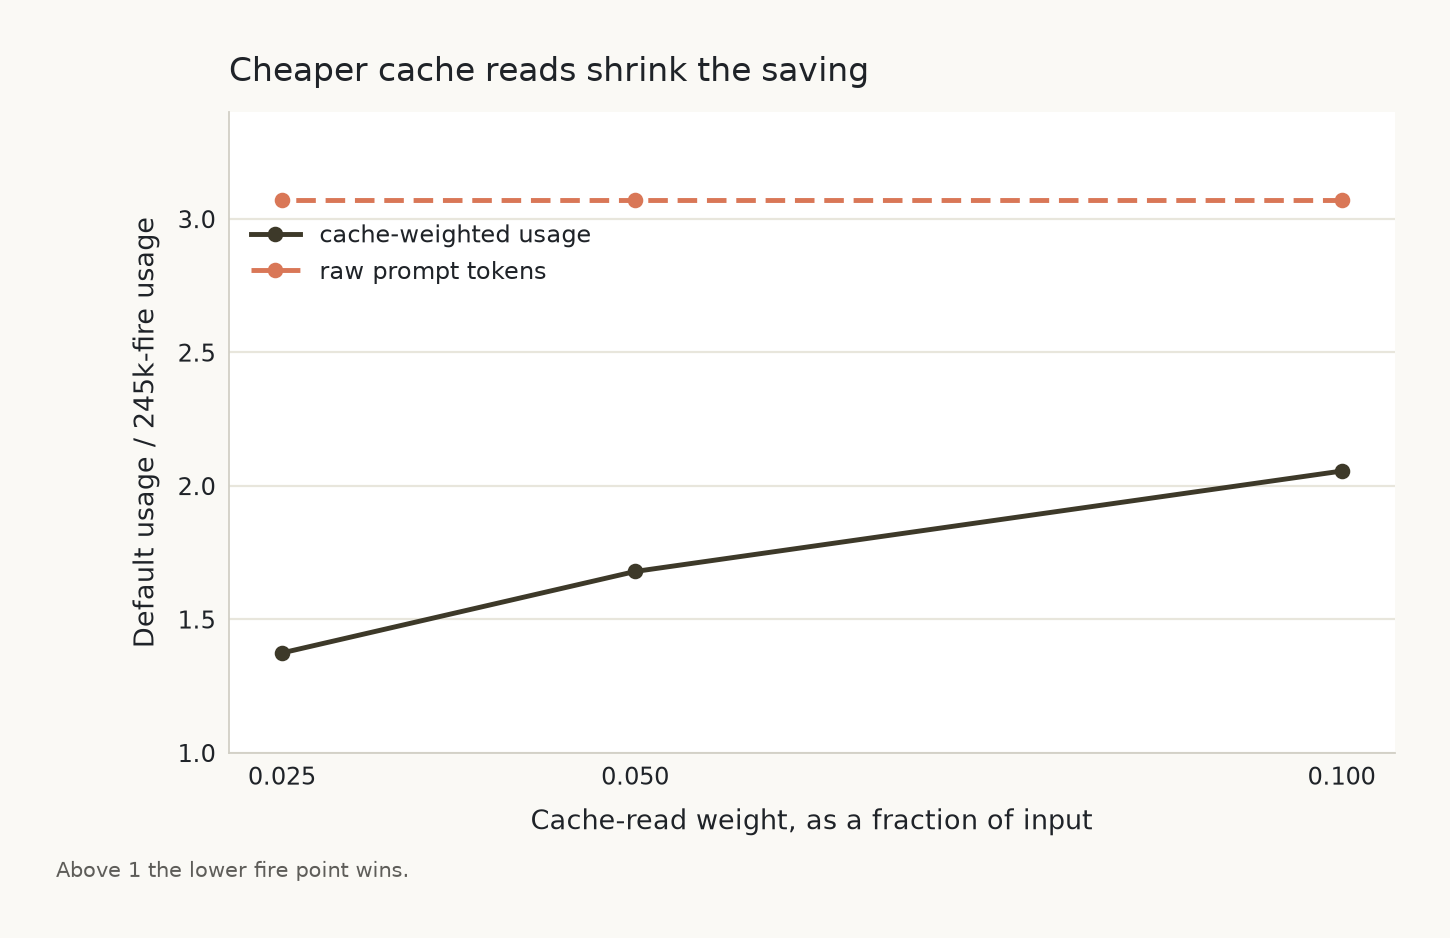 Cheaper cache reads shrink the saving
Default usage / 245k-fire usage
3.0
2.5
2.0
1.5
1.0
cache-weighted usage
raw prompt tokens
0.025 0.050 0.100
Cache-read weight, as a fraction of input
Above 1 the lower fire point wins.